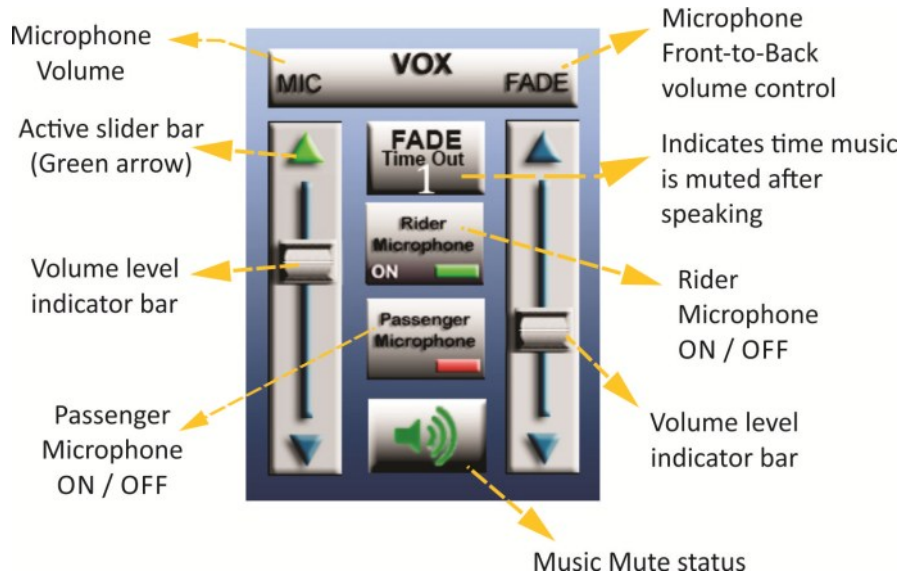 Microphone
Volume
Microphone
Front-to-Back
volume control
VOX
MIC
FADE
Active slider bar
(Green arrow)
FADE
Time Out
1
Indicates time music
is muted after
speaking
Rider
Microphone
ON
Volume level
indicator bar
Rider
Microphone
ON / OFF
Passenger
Microphone
Passenger
Microphone
ON / OFF
Volume level
indicator bar
Music Mute status